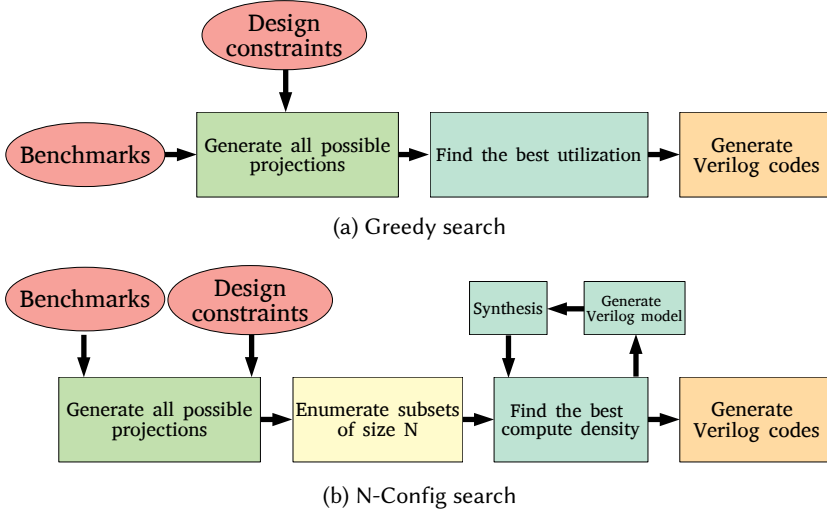 Design
constraints
Benchmarks
Generate all possible
projections
Find the best utilization
Generate
Verilog codes
(a) Greedy search
Benchmarks
Design
constraints
Synthesis
Generate
Verilog model
Generate all possible
projections
Enumerate subsets
of size N
Find the best
compute density
Generate
Verilog codes
(b) N-Config search